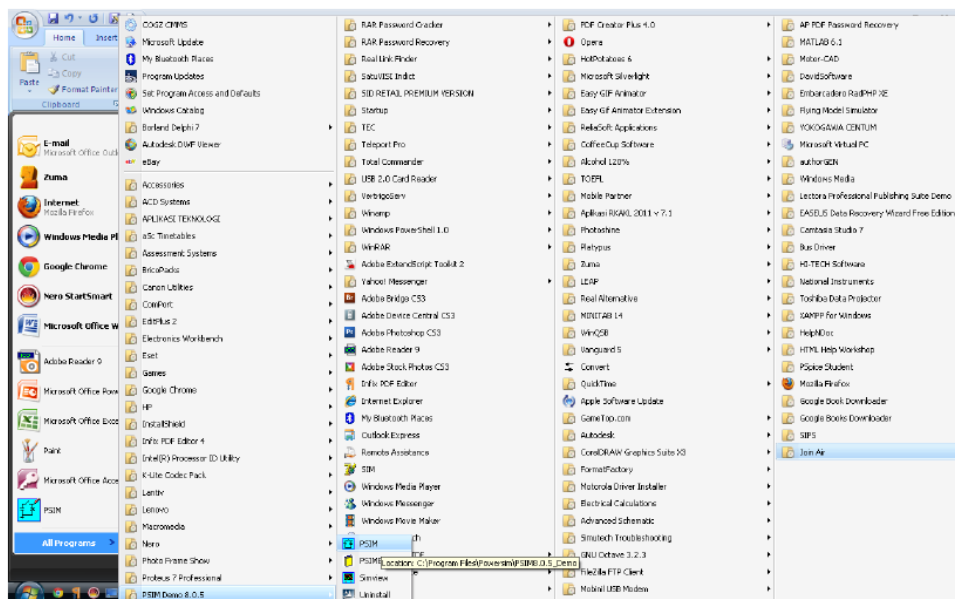 Home
Insert
Cut
Copy
Format Painter
Paste
Clipboard
E-mail
Microsoft Office Outl
Zuma
Internet
Mozilla Firefox
Windows Media Pl
Google Chrome
Nero StartSmart
Microsoft Office W
Adobe Reader 9
Microsoft Office Pow
Microsoft Office Exce
Paint
Microsoft Office Acce
PSIM
All Programs
COGZ CMMS
Microsoft Update
My Bluetooth Places
Program Updates
Set Program Access and Defaults
Windows Catalog
Borland Delphi 7
Autodesk DWF Viewer
eBay
Accessories
ACD Systems
APLIKASI TEKNOLOGI
aSc Timetables
Assessment Systems
BricoPacks
Canon Utilities
ComPort
EditPlus 2
Electronics Workbench
Eset
Games
Google Chrome
HP
InstallShield
Infix PDF Editor 4
Intel(R) Processor ID Utility
K-Lite Codec Pack
Lantiv
Lenovo
Macromedia
Nero
Photo Frame Show
Proteus 7 Professional
PSIM Demo 8.0.5
RAR Password Cracker
RAR Password Recovery
Real Link Finder
SatuVISE Indict
SID RETAIL PREMIUM VERSION
Startup
TEC
Teleport Pro
Total Commander
USB 2.0 Card Reader
VertrigoServ
Winamp
Windows PowerShell 1.0
WinRAR
Adobe ExtendScript Toolkit 2
Yahoo! Messenger
Adobe Bridge CS3
Adobe Device Central CS3
Adobe Photoshop CS3
Adobe Reader 9
Adobe Stock Photos CS3
Infix PDF Editor
Internet Explorer
My Bluetooth Places
Outlook Express
Remote Assistance
SIM
Windows Media Player
Windows Messenger
Windows Movie Maker
PSIM
PSIM
Location: C:\Program Files\Powersim\PSIM8.0.5_Demo
Simview
Uninstall
PDF Creator Plus 4.0
Opera
HotPotatoes 6
Microsoft Silverlight
Easy GIF Animator
Easy Gif Animator Extension
ReliaSoft Applications
CoffeeCup Software
Alcohol 120%
TOEFL
Mobile Partner
Aplikasi RKAKL 2011 v 7.1
Photoshine
Platypus
Zuma
LEAP
Real Alternative
MINITAB 14
WinQSB
Vanguard 5
Convert
QuickTime
Apple Software Update
GameTop.com
Autodesk
CorelDRAW Graphics Suite X3
FormatFactory
Motorola Driver Installer
Electrical Calculations
Advanced Schematic
Simutech Troubleshooting
GNU Octave 3.2.3
FileZilla FTP Client
Mobinil USB Modem
AP PDF Password Recovery
MATLAB 6.1
Motor-CAD
DavidSoftware
Embarcadero RadPHP XE
Flying Model Simulator
YOKOGAWA CENTUM
Microsoft Virtual PC
authorGEN
Windows Media
Lectora Professional Publishing Suite Demo
EASEUS Data Recovery Wizard Free Edition
Camtasia Studio 7
Bus Driver
HI-TECH Software
National Instruments
Toshiba Data Projector
XAMPP for Windows
HelpNDoc
HTML Help Workshop
PSpice Student
Mozilla Firefox
Google Book Downloader
Google Books Downloader
SIPS
Join Air